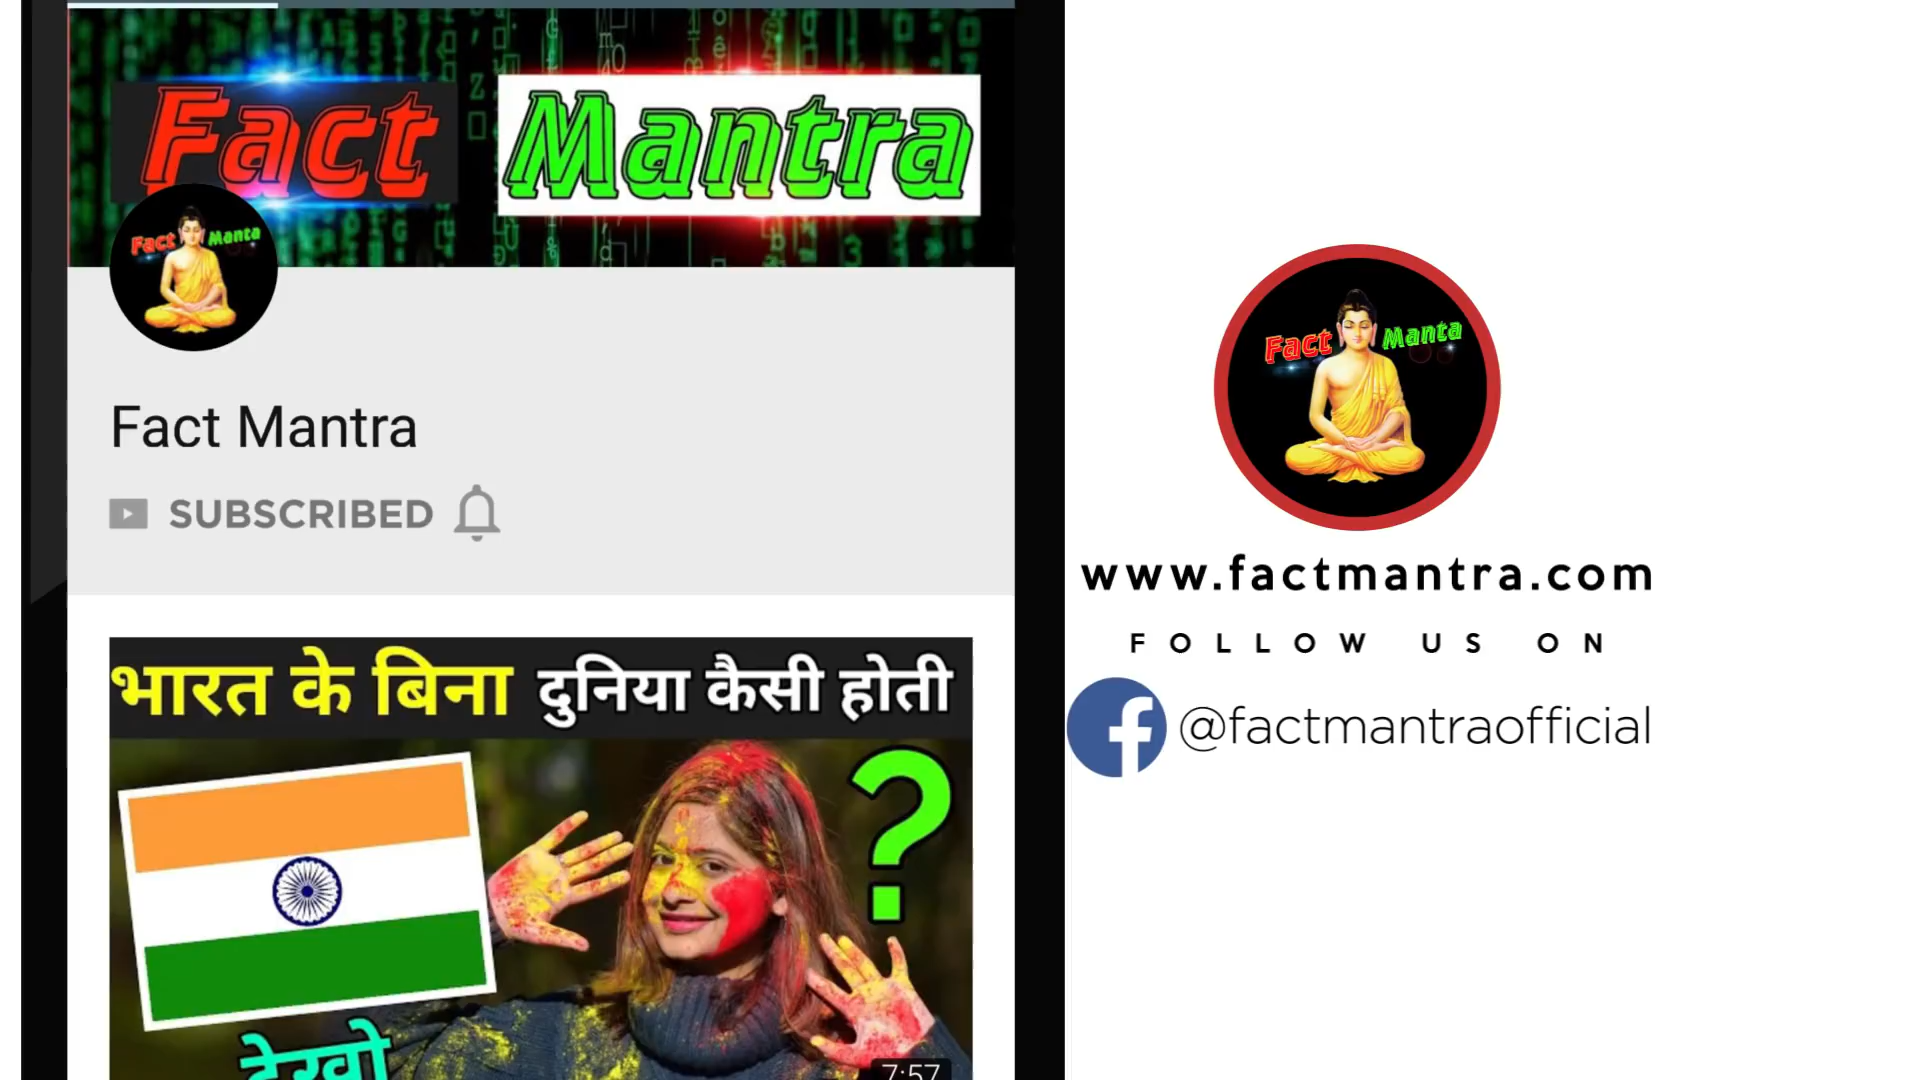 Fact Mantra
Fact Manta
Fact Mantra
SUBSCRIBED
भारत के बिना दुनिया कैसी होती
?
देखो
7:57
Fact Manta
www.factmantra.com
FOLLOW US ON
@factmantraofficial